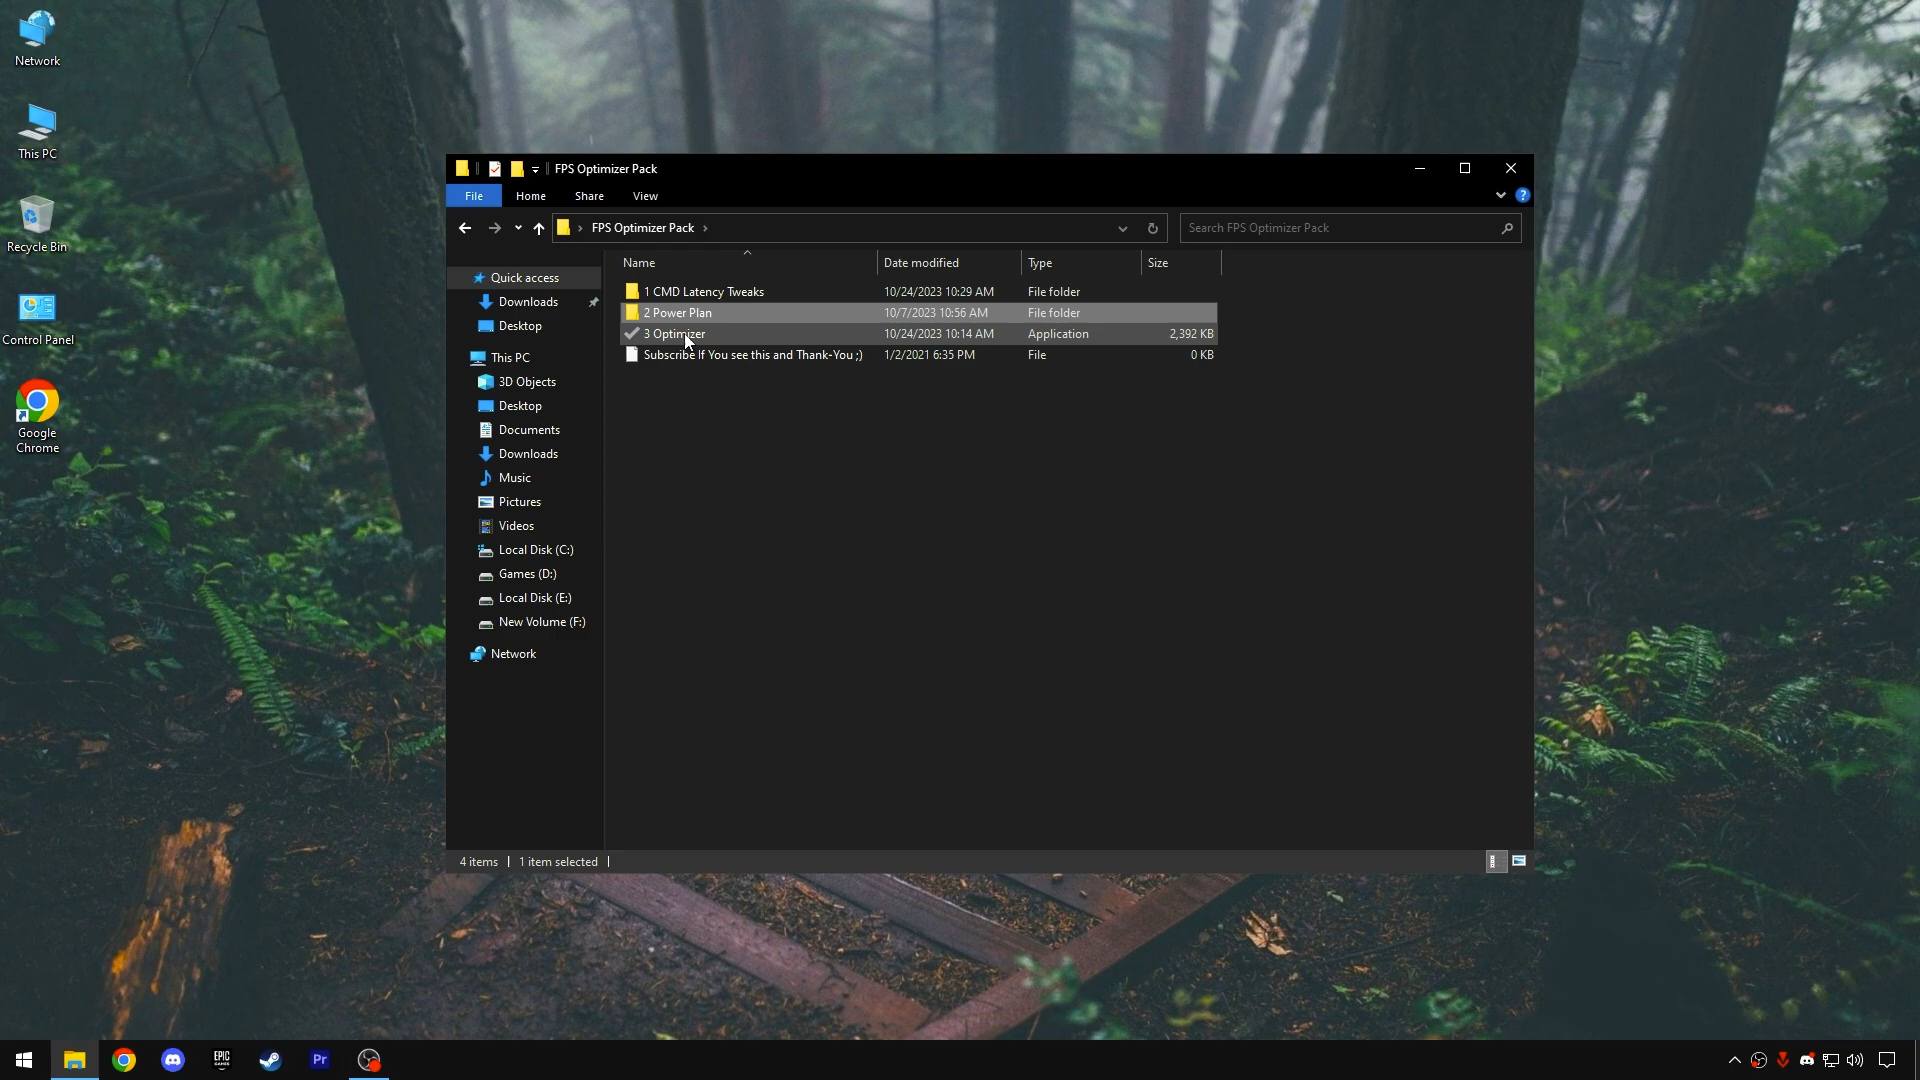 Network
This PC
Recycle Bin
Control Panel
Google
Chrome
FPS Optimizer Pack
File Home Share View
?
FPS Optimizer Pack
Search FPS Optimizer Pack
Name Date modified Type Size
1 CMD Latency Tweaks 10/24/2023 10:29 AM File folder
2 Power Plan 10/7/2023 10:56 AM File folder
3 Optimizer 10/24/2023 10:14 AM Application 2,392 KB
Subscribe If You see this and Thank-You ;) 1/2/2021 6:35 PM File 0 KB
Quick access
Downloads
Desktop
This PC
3D Objects
Desktop
Documents
Downloads
Music
Pictures
Videos
Local Disk (C:)
Games (D:)
Local Disk (E:)
New Volume (F:)
Network
4 items 1 item selected
EPIC
GAMES
Pr